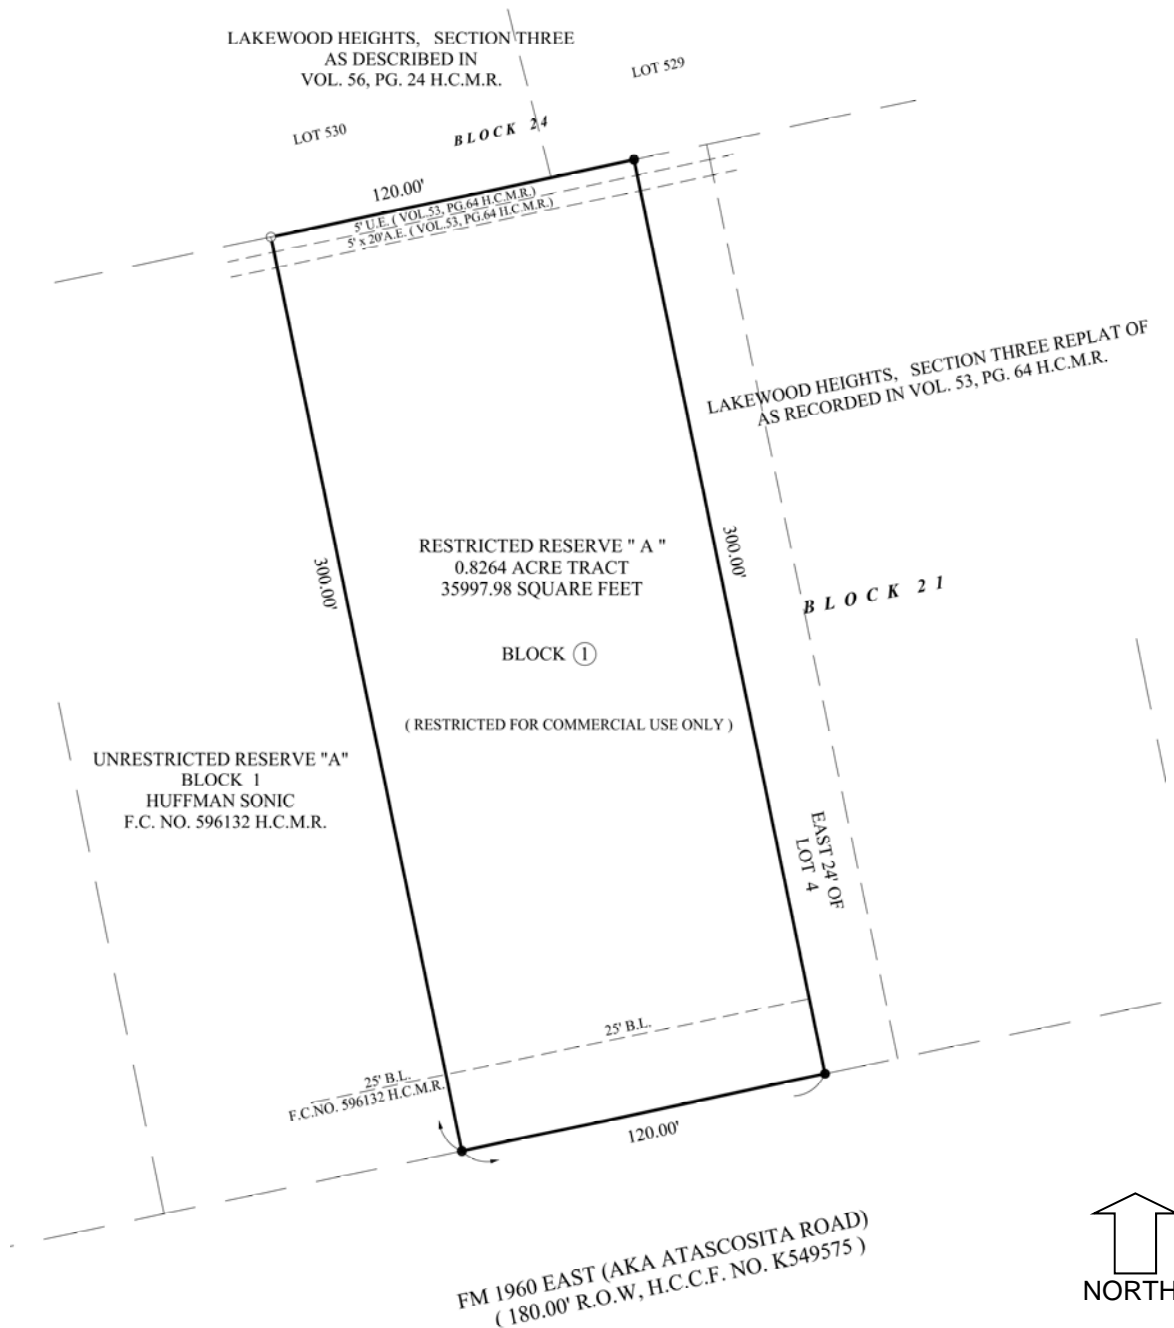 LAKEWOOD HEIGHTS, SECTION THREE
AS DESCRIBED IN
VOL. 56, PG. 24 H.C.M.R.
LOT 529
LOT 530
BLOCK 24
120.00'
5' U.E. ( VOL.53, PG.64 H.C.M.R.)
5' x 20'A.E. ( VOL.53, PG.64 H.C.M.R.)
LAKEWOOD HEIGHTS, SECTION THREE REPLAT OF
AS RECORDED IN VOL. 53, PG. 64 H.C.M.R.
300.00'
RESTRICTED RESERVE " A "
0.8264 ACRE TRACT
35997.98 SQUARE FEET
300.00'
BLOCK 21
BLOCK 1
( RESTRICTED FOR COMMERCIAL USE ONLY )
UNRESTRICTED RESERVE "A"
BLOCK 1
HUFFMAN SONIC
F.C. NO. 596132 H.C.M.R.
EAST 24' OF
LOT 4
25' B.L.
25' B.L.
F.C.NO. 596132 H.C.M.R.
120.00'
FM 1960 EAST (AKA ATASCOSITA ROAD)
( 180.00' R.O.W, H.C.C.F. NO. K549575 )
NORTH